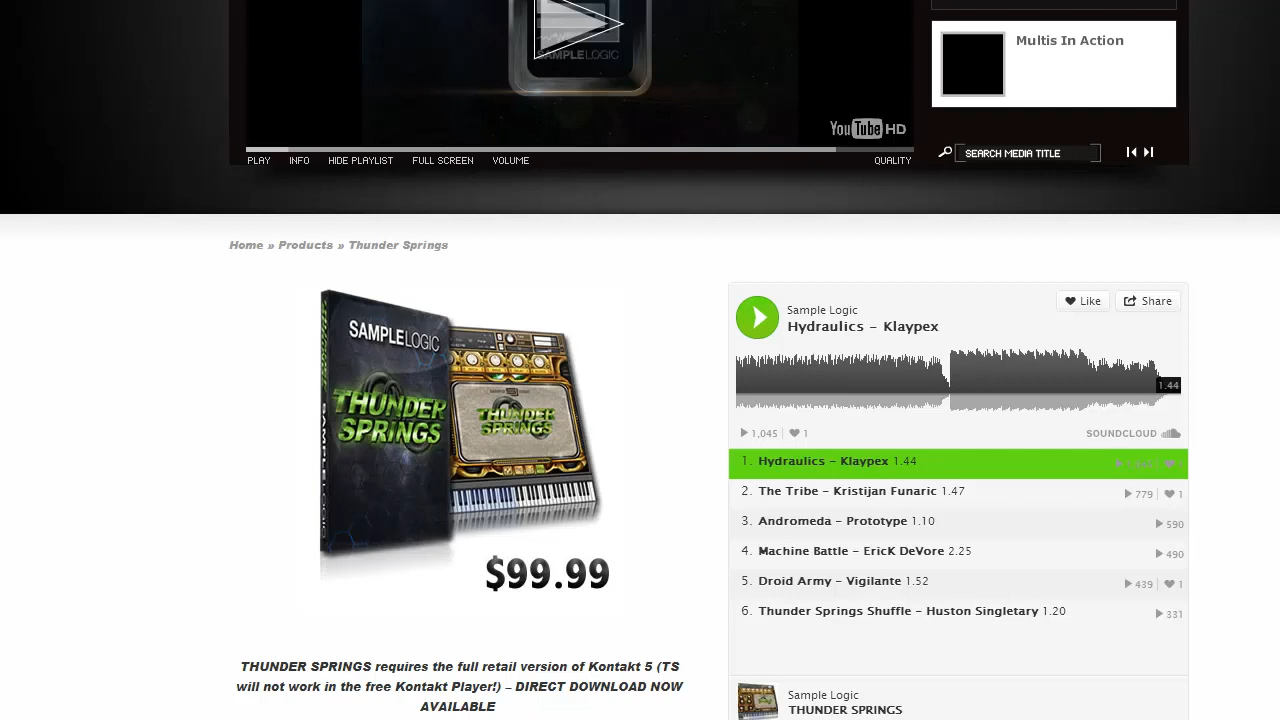 SAMPLELOGIC
Multis In Action
YouTube HD
PLAY INFO HIDE PLAYLIST FULL SCREEN VOLUME QUALITY
SEARCH MEDIA TITLE
Home » Products » Thunder Springs
SAMPLELOGIC
THUNDER
SPRINGS
THUNDER
SPRINGS
$99.99
THUNDER SPRINGS requires the full retail version of Kontakt 5 (TS
will not work in the free Kontakt Player!) – DIRECT DOWNLOAD NOW
AVAILABLE
Like Share
Sample Logic
Hydraulics – Klaypex
1.44
1,045 1 SOUNDCLOUD
1. Hydraulics – Klaypex 1.44
2. The Tribe – Kristijan Funaric 1.47 779 1
3. Andromeda – Prototype 1.10 590
4. Machine Battle – EricK DeVore 2.25 490
5. Droid Army – Vigilante 1.52 439 1
6. Thunder Springs Shuffle – Huston Singletary 1.20 331
Sample Logic
THUNDER SPRINGS